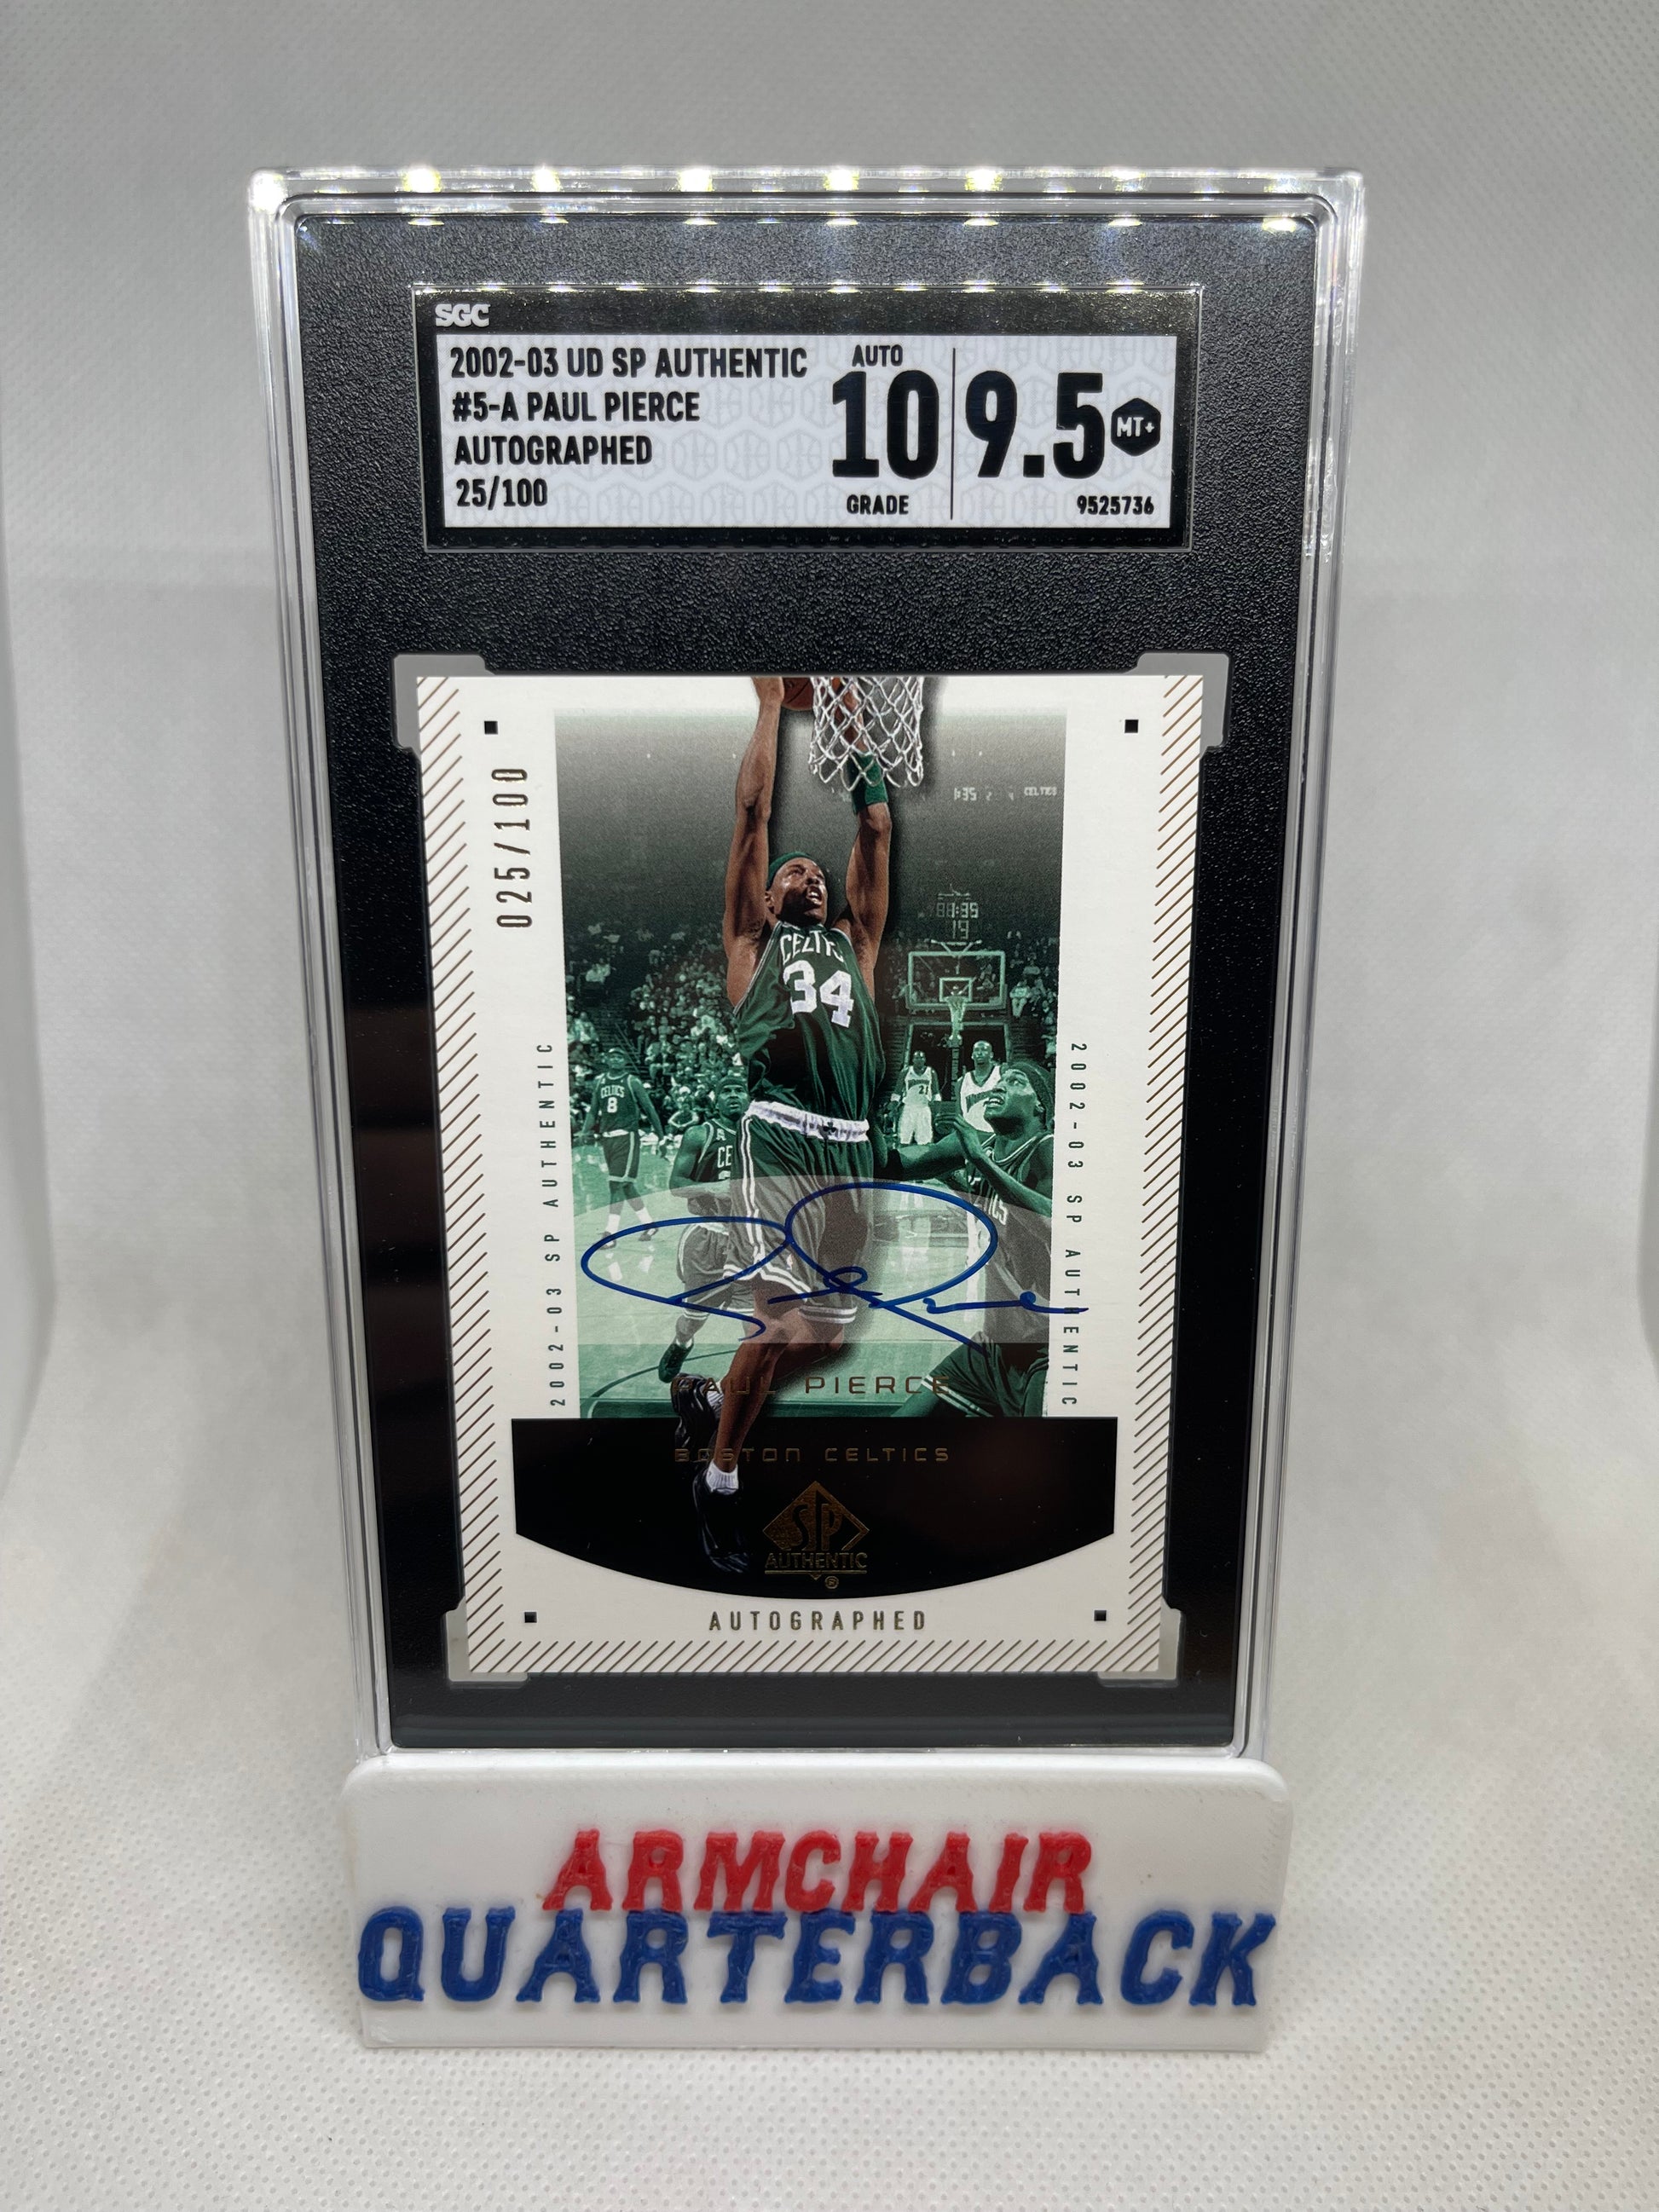 SGC
2002-03 UD SP AUTHENTIC
#5-A PAUL PIERCE
AUTOGRAPHED
25/100
AUTO
10
GRADE
9.5
MT+
9525736
025/100
CELTICS
34
CELTICS
8
2002-03 SP AUTHENTIC
2002-03 SP AUTHENTIC
PAUL PIERCE
BOSTON CELTICS
SP
AUTHENTIC
®
AUTOGRAPHED
ARMCHAIR
QUARTERBACK